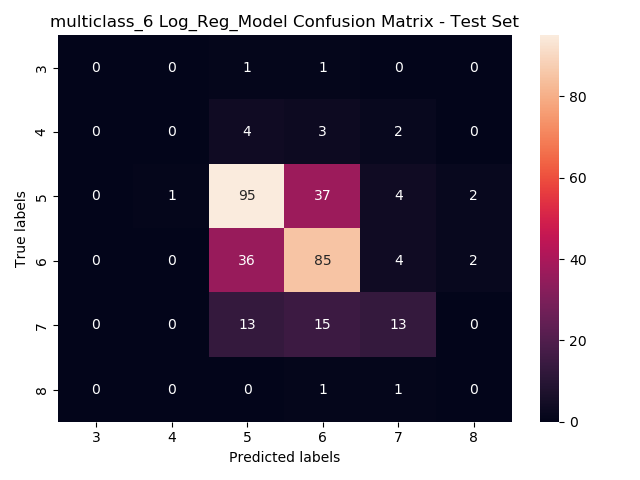 multiclass_6 Log_Reg_Model Confusion Matrix - Test Set
3 0 0 1 1 0 0
4 0 0 4 3 2 0
5 0 1 95 37 4 2
6 0 0 36 85 4 2
7 0 0 13 15 13 0
8 0 0 0 1 1 0
3 4 5 6 7 8
Predicted labels
True labels
80
60
40
20
0